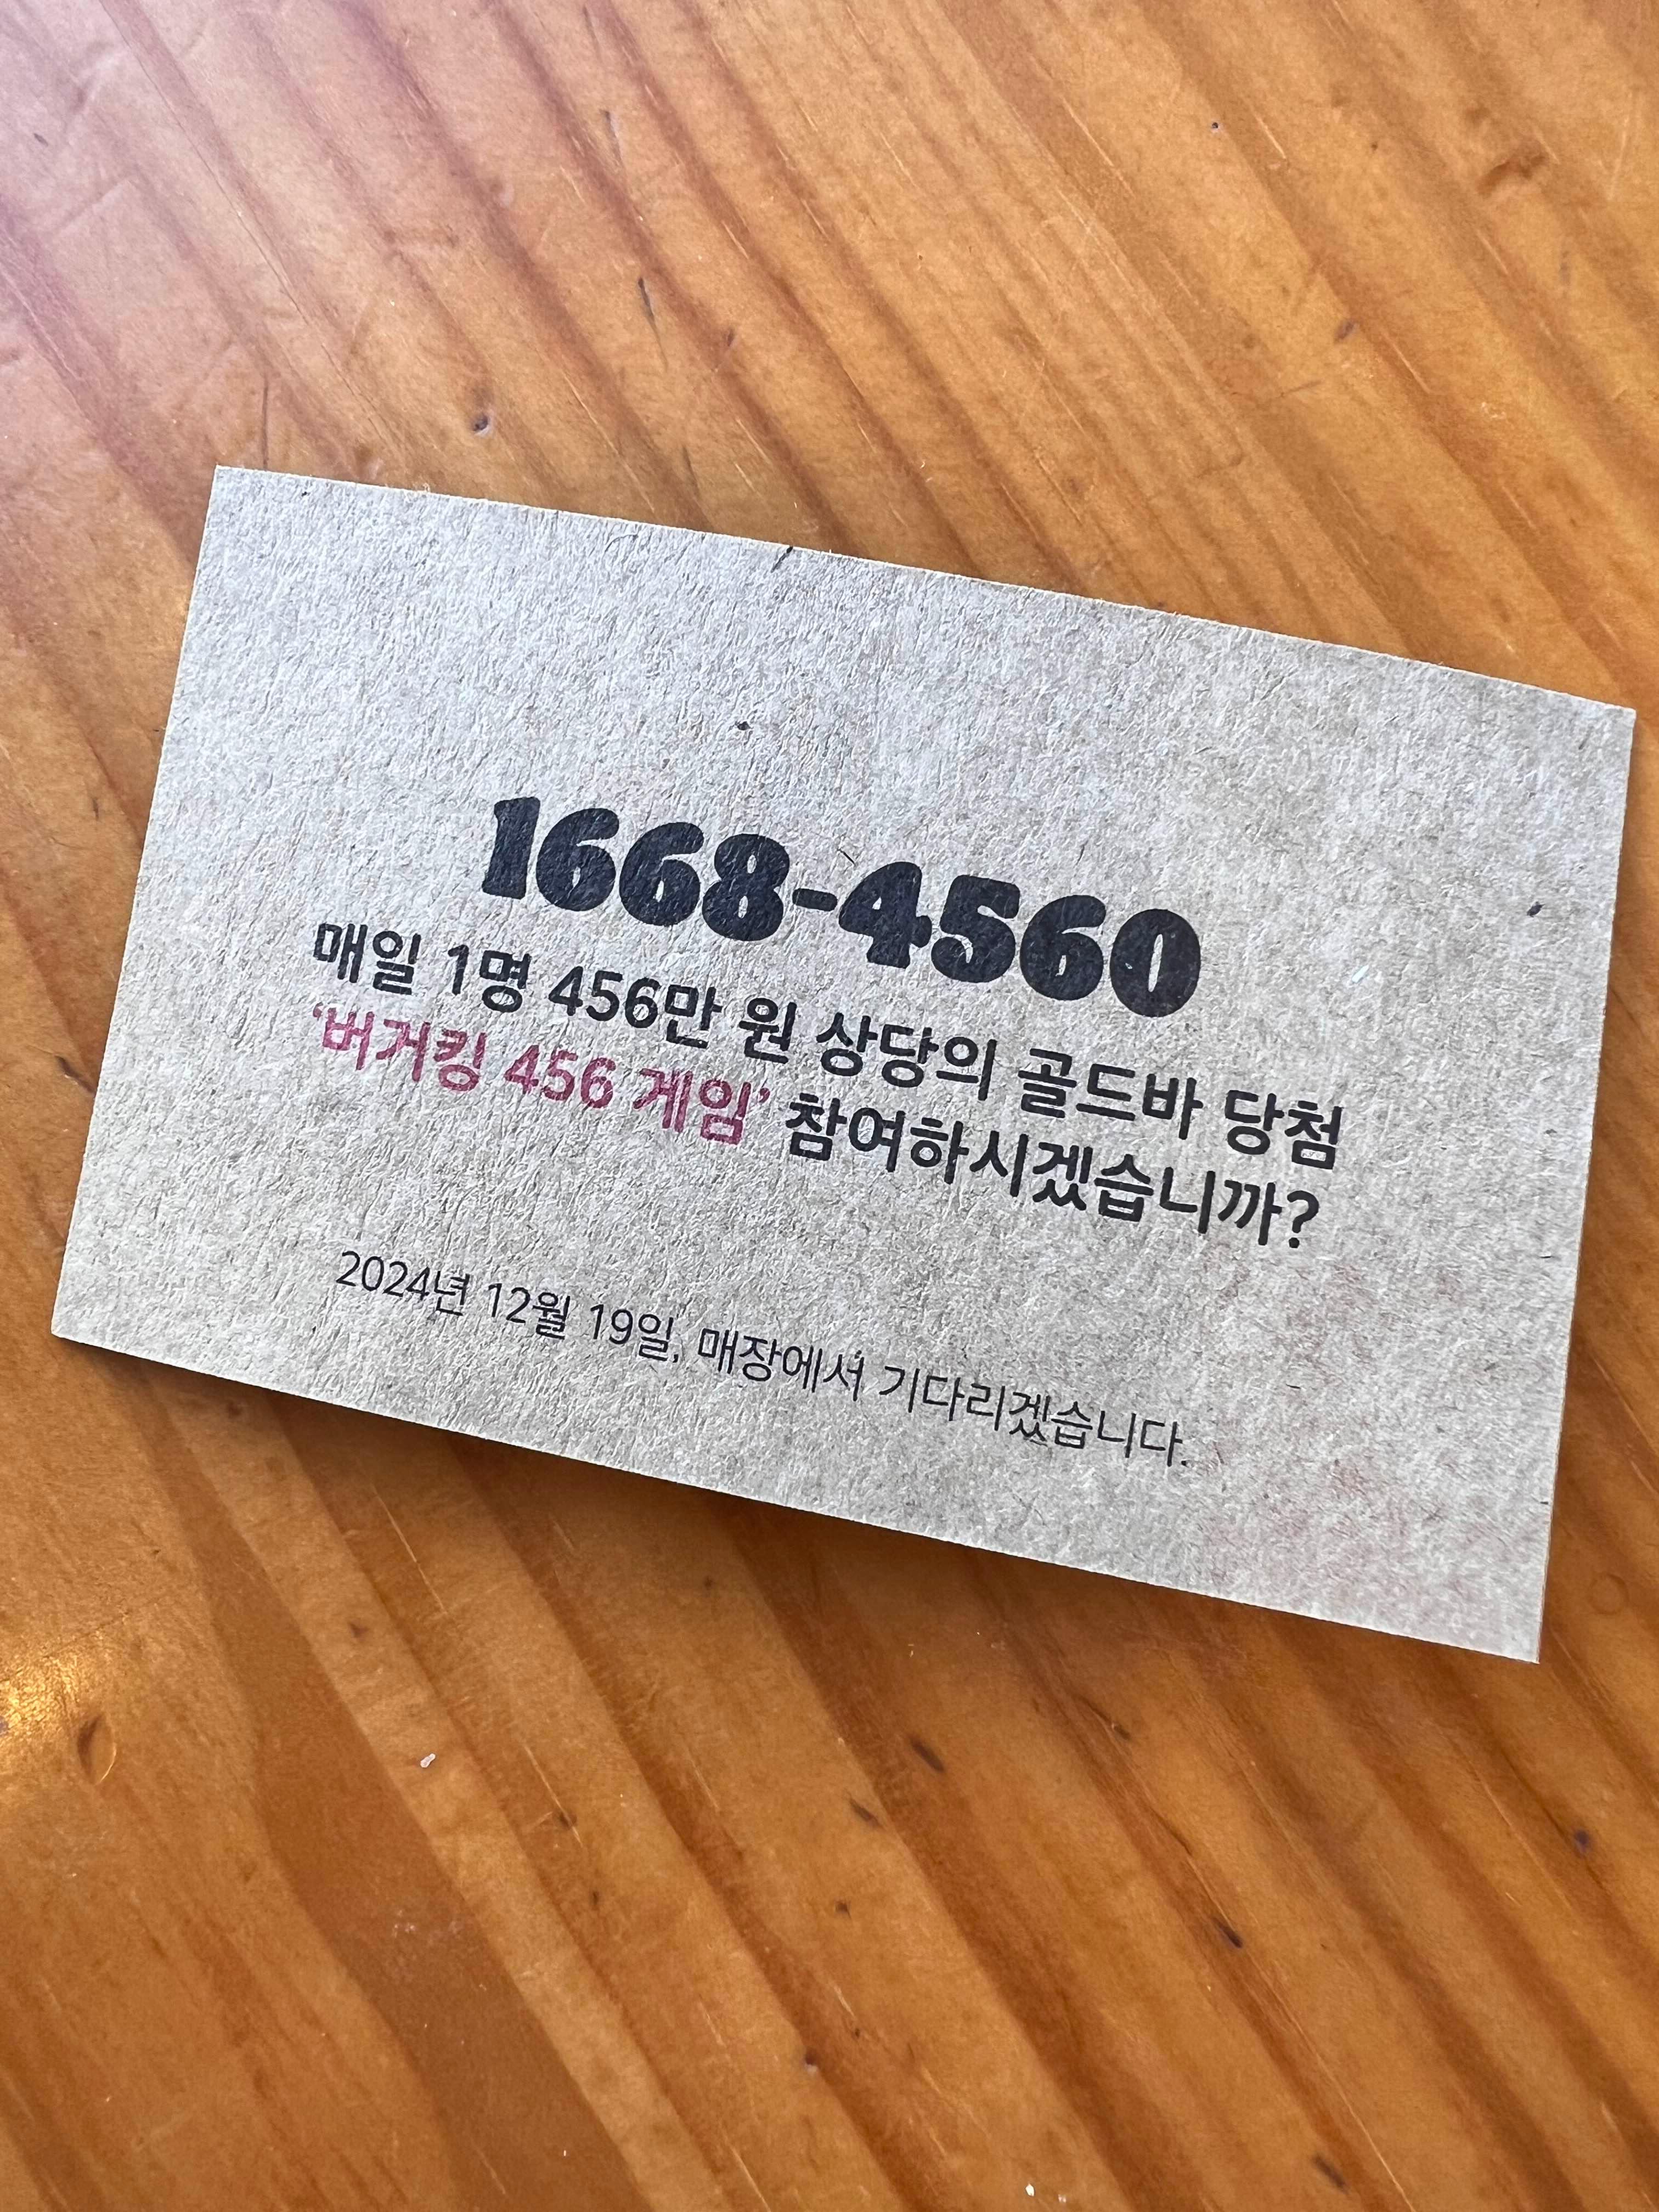 1668-4560
매일 1명 456만 원 상당의 골드바 당첨
‘버거킹 456 게임’ 참여하시겠습니까?
2024년 12월 19일, 매장에서 기다리겠습니다.